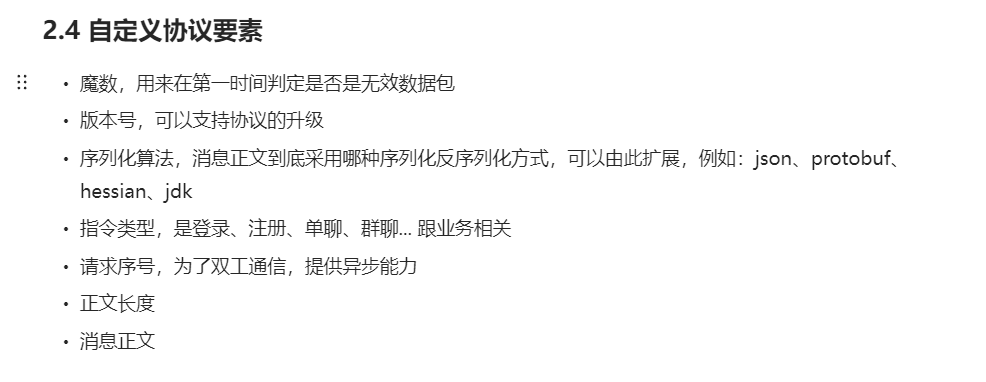 2.4 自定义协议要素
• 魔数，用来在第一时间判定是否是无效数据包
• 版本号，可以支持协议的升级
• 序列化算法，消息正文到底采用哪种序列化反序列化方式，可以由此扩展，例如：json、protobuf、
hessian、jdk
• 指令类型，是登录、注册、单聊、群聊... 跟业务相关
• 请求序号，为了双工通信，提供异步能力
• 正文长度
• 消息正文